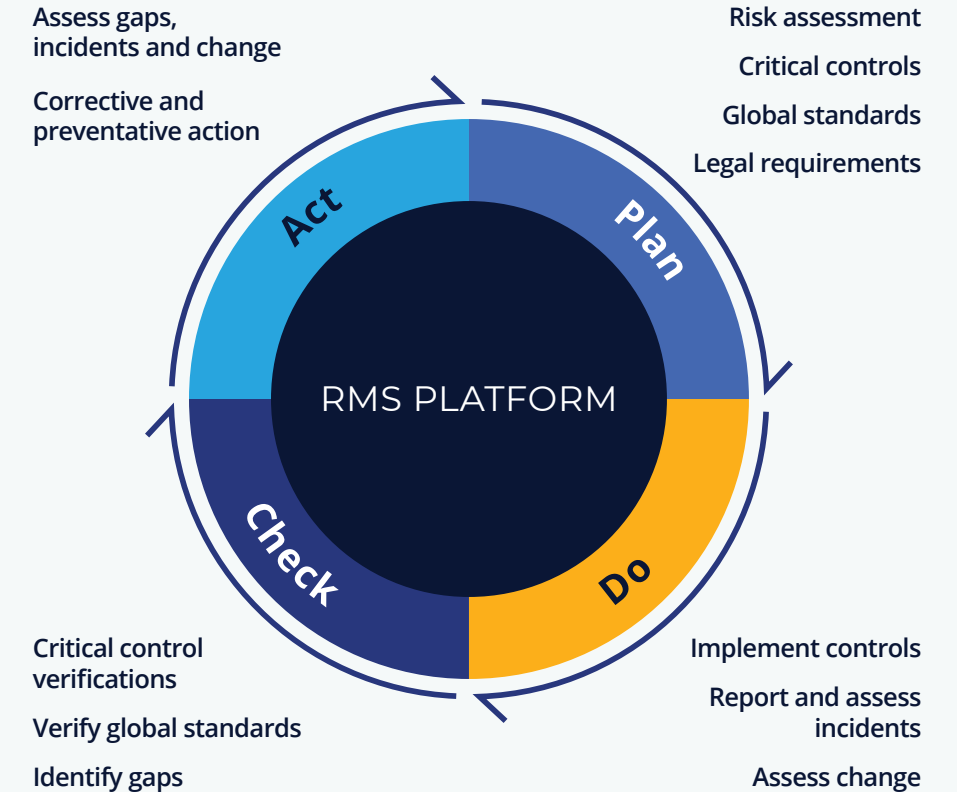 Assess gaps,
incidents and change
Corrective and
preventative action
Risk assessment
Critical controls
Global standards
Legal requirements
Act
Plan
RMS PLATFORM
Check
Do
Critical control
verifications
Verify global standards
Identify gaps
Implement controls
Report and assess
incidents
Assess change